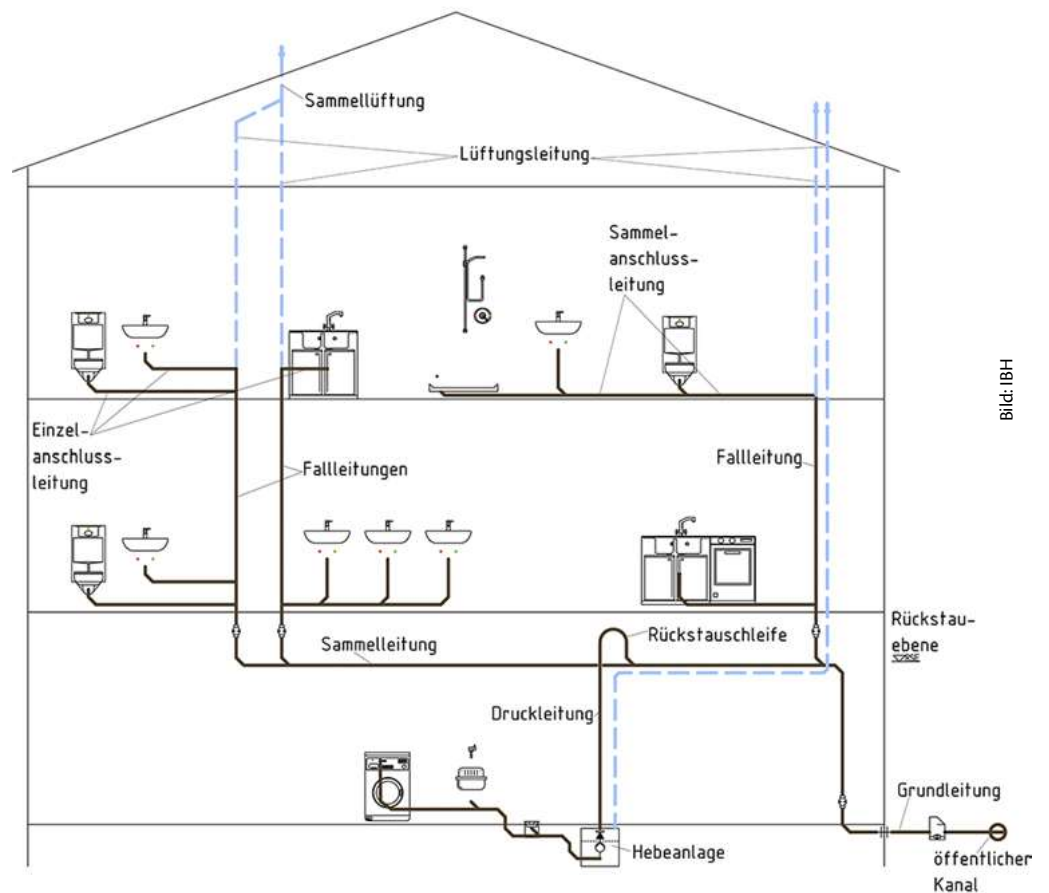 Sammellüftung
Lüftungsleitung
Sammel-
anschluss-
leitung
Bild: IBH
Einzel-
anschluss-
leitung
Fallleitungen
Fallleitung
Rückstau-
ebene
Rückstauschleife
Sammelleitung
Druckleitung
Grundleitung
Hebeanlage
öffentlicher
Kanal